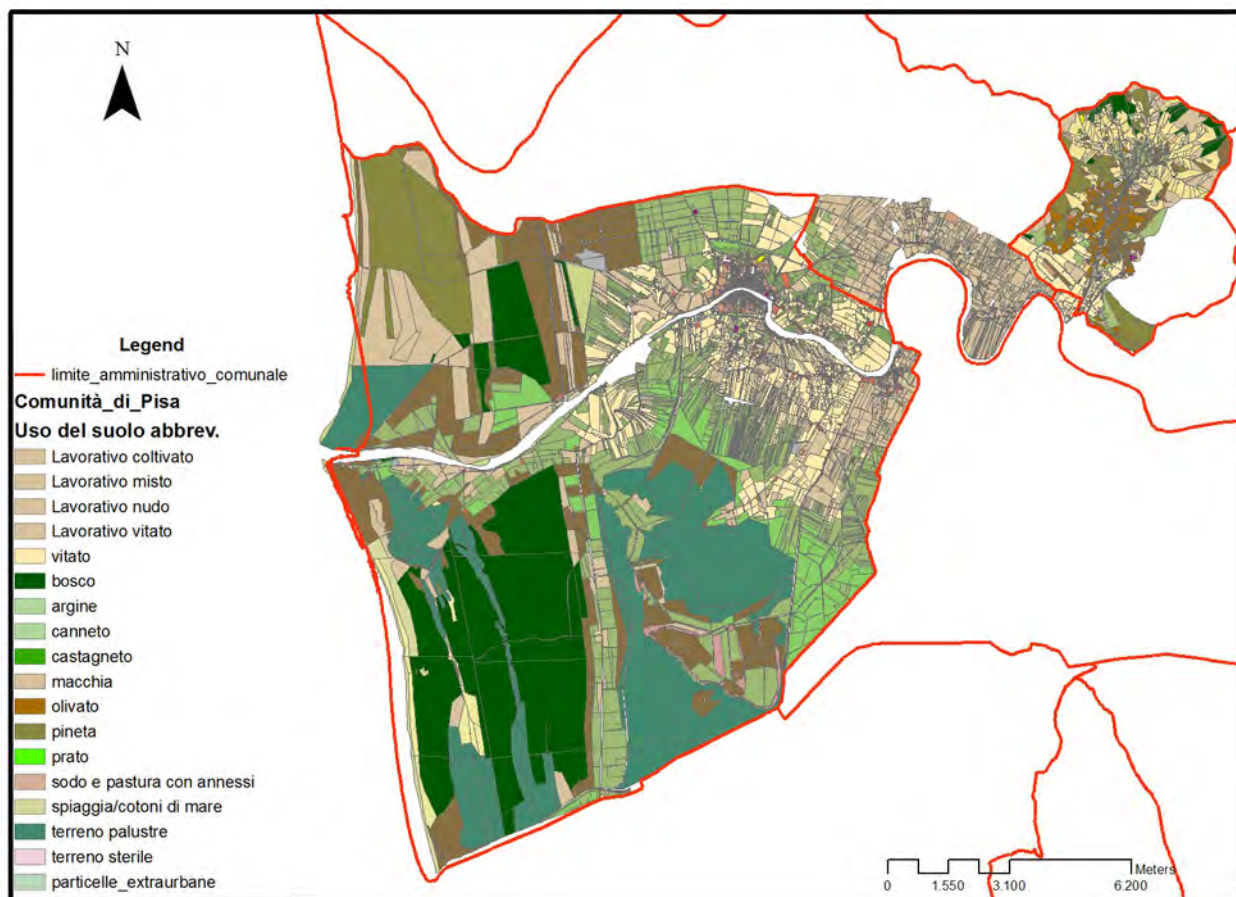 N
Legend
limite_amministrativo_comunale
Comunità_di_Pisa
Uso del suolo abbrev.
Lavorativo coltivato
Lavorativo misto
Lavorativo nudo
Lavorativo vitato
vitato
bosco
argine
canneto
castagneto
macchia
olivato
pineta
prato
sodo e pastura con annessi
spiaggia/cotoni di mare
terreno palustre
terreno sterile
particelle_extraurbane
Meters
0 1.550 3.100 6.200